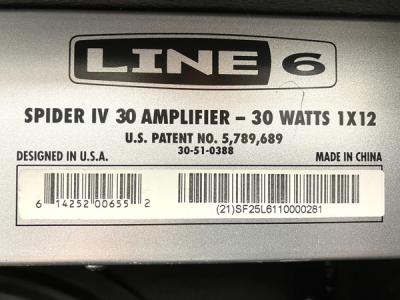 LINE 6
SPIDER IV 30 AMPLIFIER – 30 WATTS 1X12
U.S. PATENT NO. 5,789,689
30-51-0388
DESIGNED IN U.S.A. MADE IN CHINA
6 14252 00655 2
(21)SF25L6110000281